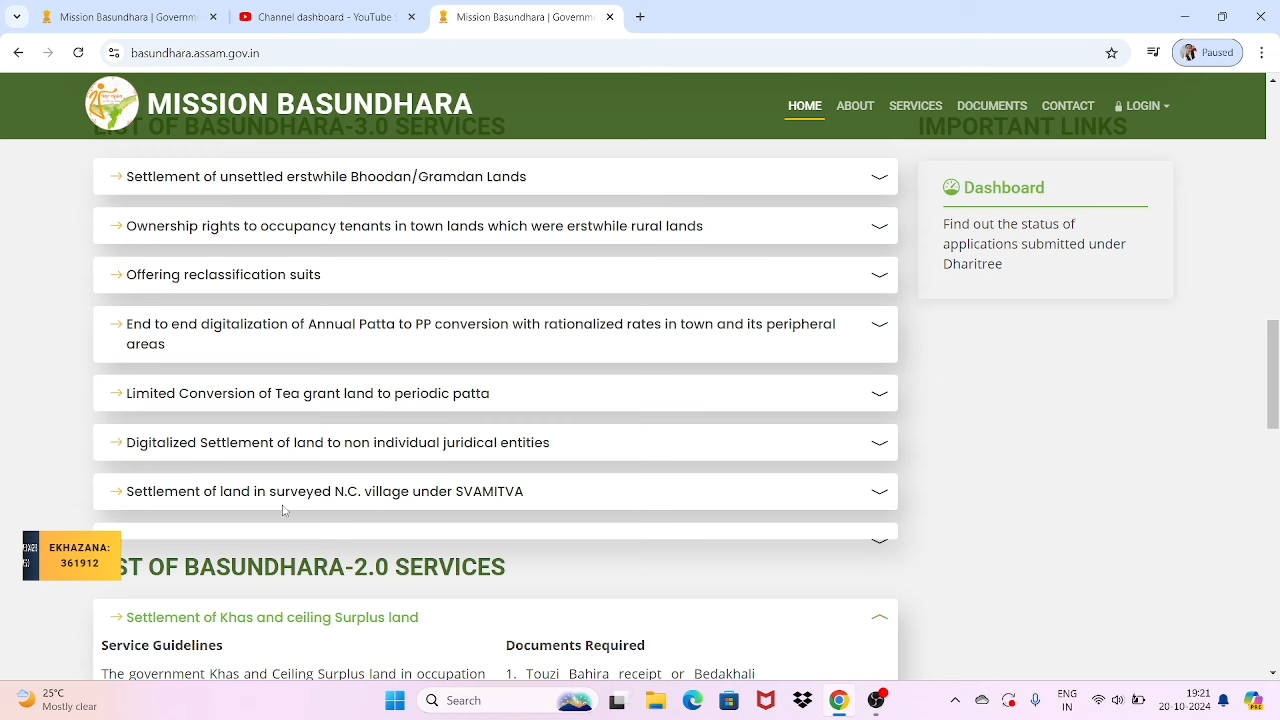 Mission Basundhara | Governm
Channel dashboard - YouTube S
Mission Basundhara | Governm
basundhara.assam.gov.in
Paused
MISSION BASUNDHARA
HOME
ABOUT
SERVICES
DOCUMENTS
CONTACT
LOGIN
LIST OF BASUNDHARA-3.0 SERVICES
IMPORTANT LINKS
Settlement of unsettled erstwhile Bhoodan/Gramdan Lands
Ownership rights to occupancy tenants in town lands which were erstwhile rural lands
Offering reclassification suits
End to end digitalization of Annual Patta to PP conversion with rationalized rates in town and its peripheral
areas
Limited Conversion of Tea grant land to periodic patta
Digitalized Settlement of land to non individual juridical entities
Settlement of land in surveyed N.C. village under SVAMITVA
Dashboard
Find out the status of
applications submitted under
Dharitree
EKHAZANA:
361912
ST OF BASUNDHARA-2.0 SERVICES
Settlement of Khas and ceiling Surplus land
Service Guidelines
The government Khas and Ceiling Surplus land in occupation
Documents Required
1. Touzi Bahira receipt or Bedakhali
25°C
Mostly clear
Search
PRE
ENG
IN
19:21
20-10-2024